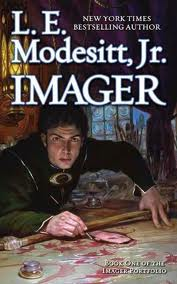 NEW YORK TIMES
BESTSELLING AUTHOR
L. E.
Modesitt, Jr.
IMAGER
Book One of the
Imager Portfolio